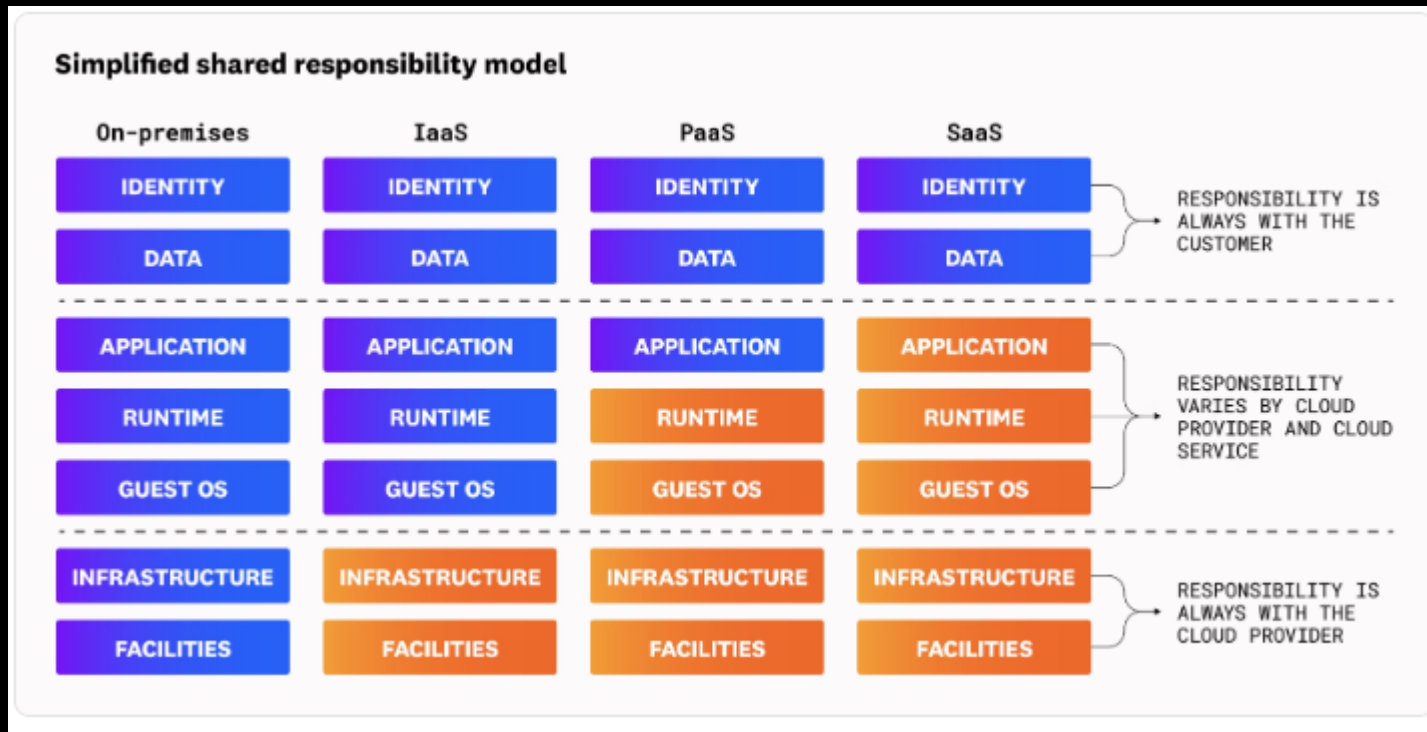 Simplified shared responsibility model
On-premises IaaS PaaS SaaS
IDENTITY IDENTITY IDENTITY IDENTITY
DATA DATA DATA DATA
RESPONSIBILITY IS
ALWAYS WITH THE
CUSTOMER
APPLICATION APPLICATION APPLICATION APPLICATION
RUNTIME RUNTIME RUNTIME RUNTIME
GUEST OS GUEST OS GUEST OS GUEST OS
RESPONSIBILITY
VARIES BY CLOUD
PROVIDER AND CLOUD
SERVICE
INFRASTRUCTURE INFRASTRUCTURE INFRASTRUCTURE INFRASTRUCTURE
FACILITIES FACILITIES FACILITIES FACILITIES
RESPONSIBILITY IS
ALWAYS WITH THE
CLOUD PROVIDER